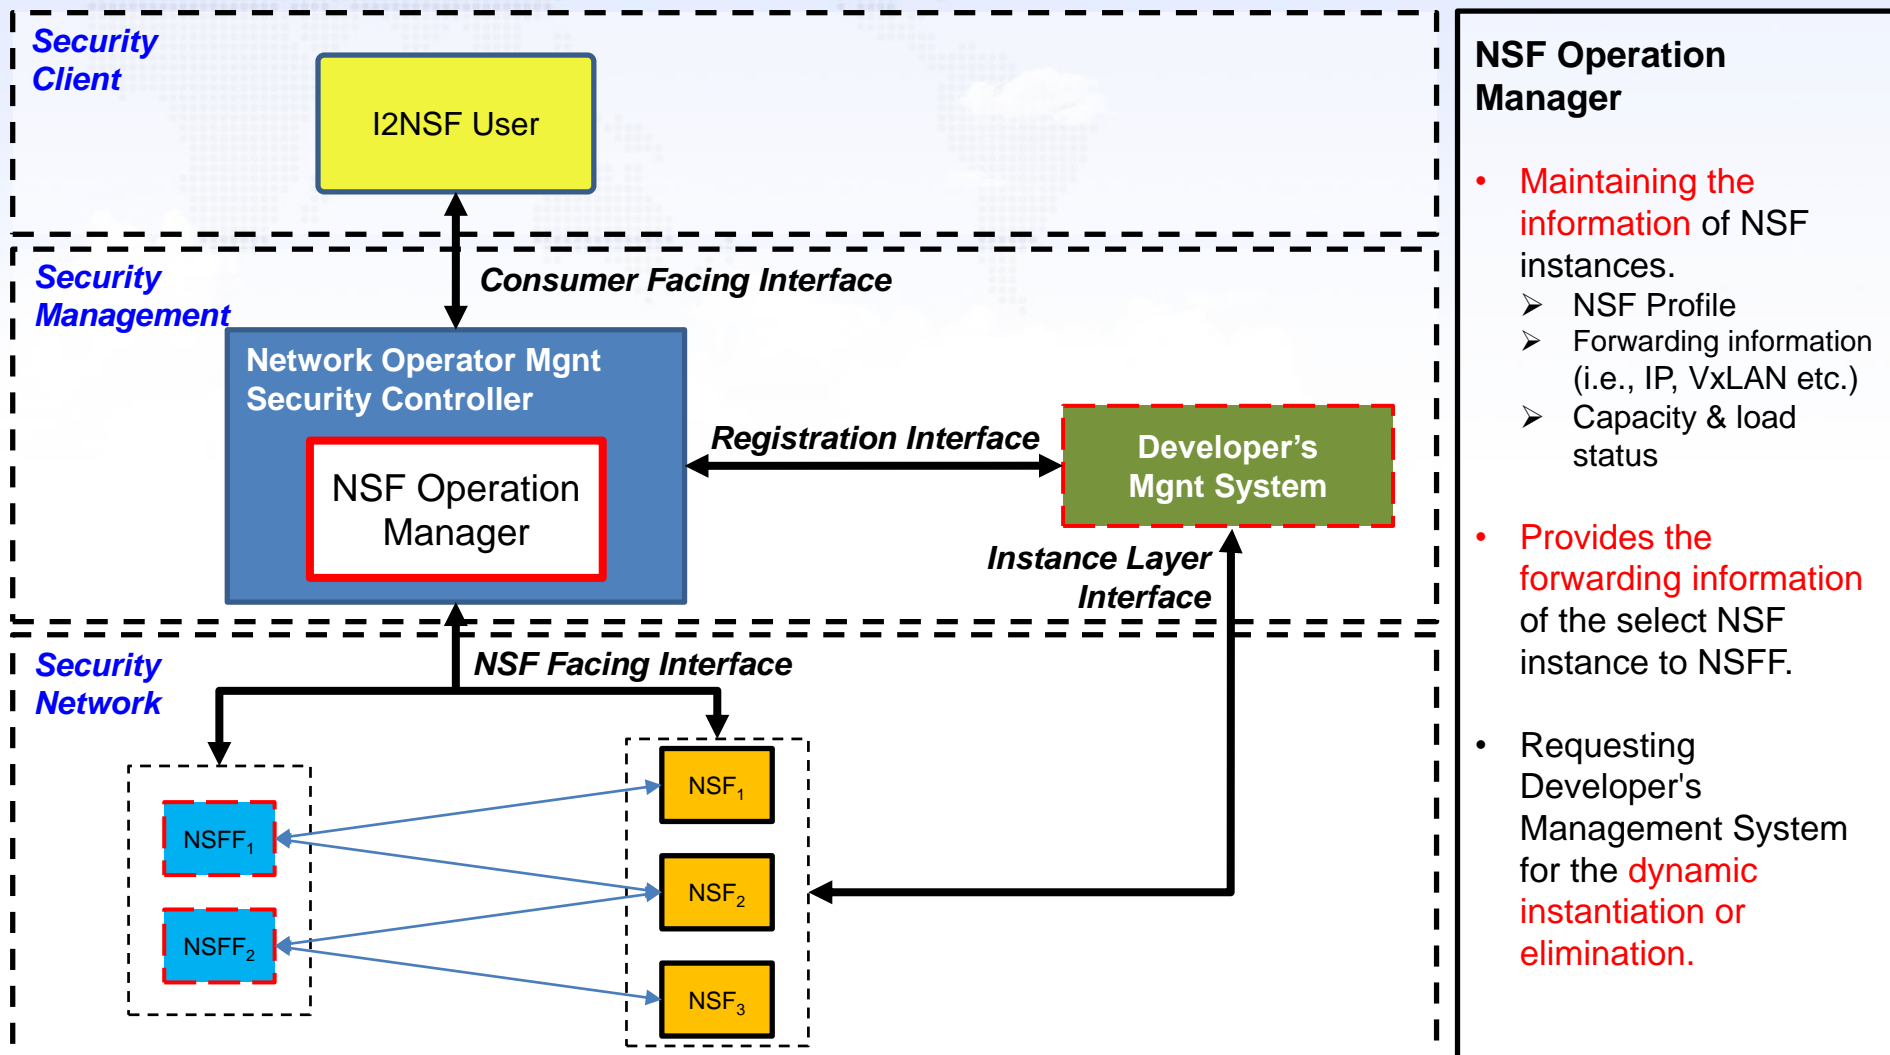 Security
Client
I2NSF User
Security
Management
Consumer Facing Interface
Network Operator Mgnt
Security Controller
NSF Operation
Manager
Registration Interface
Developer’s
Mgnt System
Instance Layer
Interface
Security
Network
NSF Facing Interface
NSFF1
NSFF2
NSF1
NSF2
NSF3
NSF Operation
Manager
• Maintaining the
information of NSF
instances.
➢ NSF Profile
➢ Forwarding information
(i.e., IP, VxLAN etc.)
➢ Capacity & load
status
• Provides the
forwarding information
of the select NSF
instance to NSFF.
• Requesting
Developer's
Management System
for the dynamic
instantiation or
elimination.